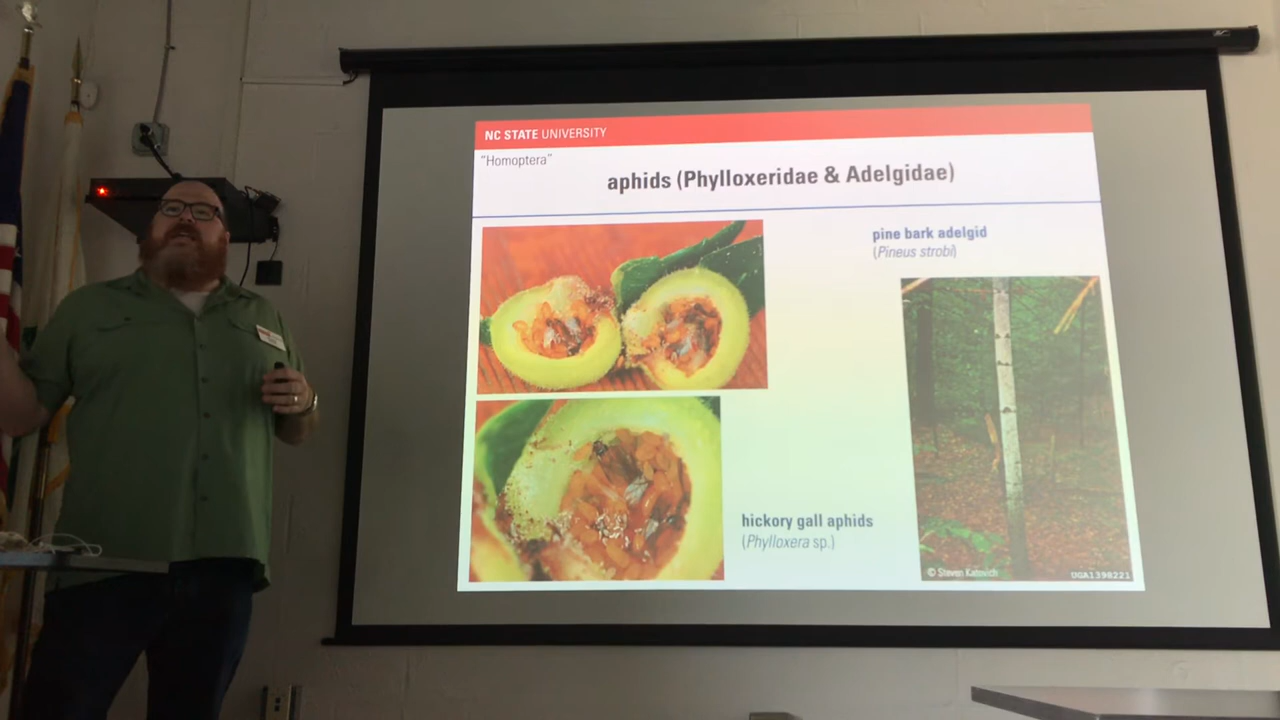 NC STATE UNIVERSITY
"Homoptera"
aphids (Phylloxeridae & Adelgidae)
pine bark adelgid
(Pineus strobi)
hickory gall aphids
(Phylloxera sp.)
© Steven Katovich
UGA1398221